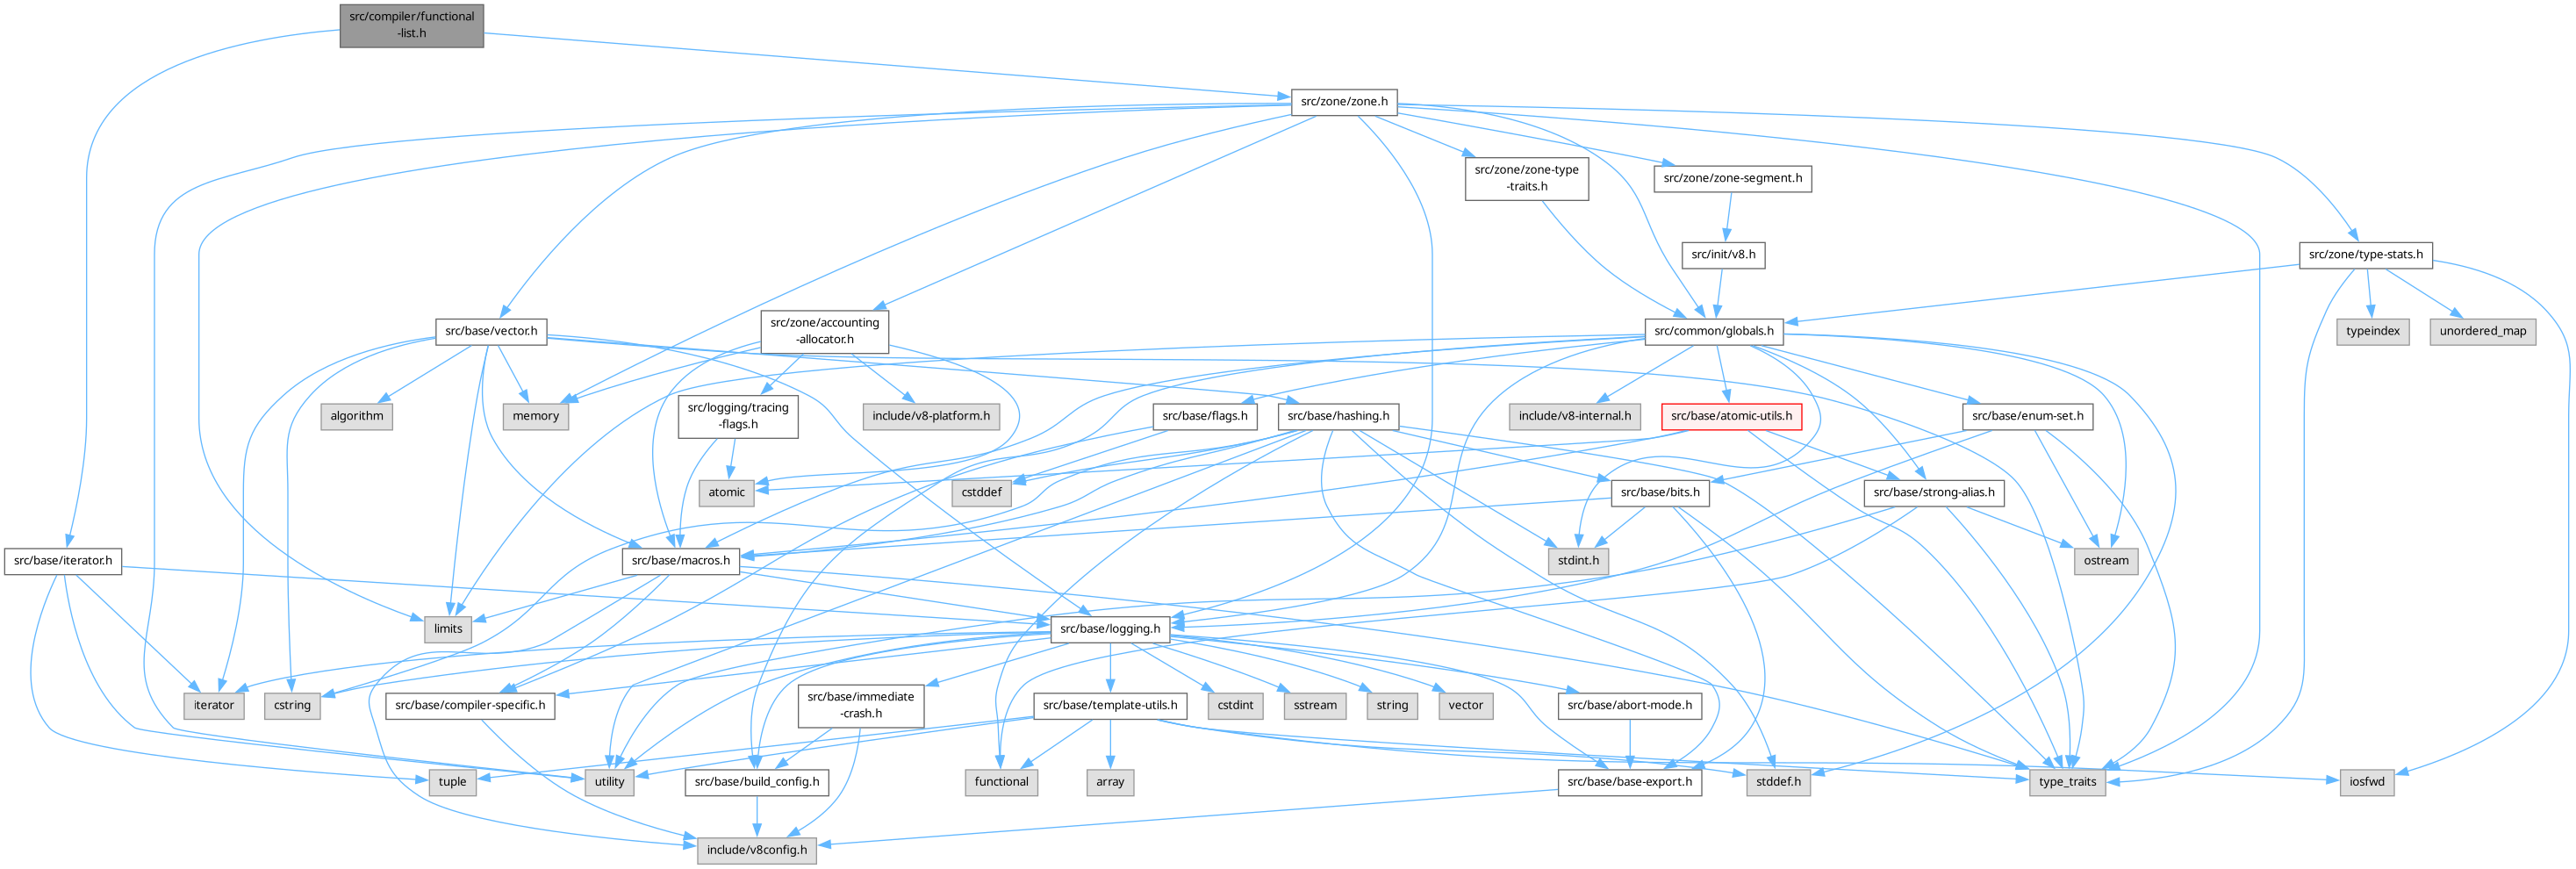 src/compiler/functional
-list.h
src/zone/zone.h
src/zone/zone-type
-traits.h
src/zone/zone-segment.h
src/init/v8.h
src/zone/type-stats.h
src/base/vector.h
src/zone/accounting
-allocator.h
src/common/globals.h
typeindex
unordered_map
algorithm
memory
src/logging/tracing
-flags.h
include/v8-platform.h
src/base/flags.h
src/base/hashing.h
include/v8-internal.h
src/base/atomic-utils.h
src/base/enum-set.h
atomic
cstddef
src/base/bits.h
src/base/strong-alias.h
src/base/iterator.h
src/base/macros.h
stdint.h
ostream
limits
src/base/logging.h
iterator
cstring
src/base/compiler-specific.h
src/base/immediate
-crash.h
src/base/template-utils.h
cstdint
sstream
string
vector
src/base/abort-mode.h
tuple
utility
src/base/build_config.h
functional
array
src/base/base-export.h
stddef.h
type_traits
iosfwd
include/v8config.h